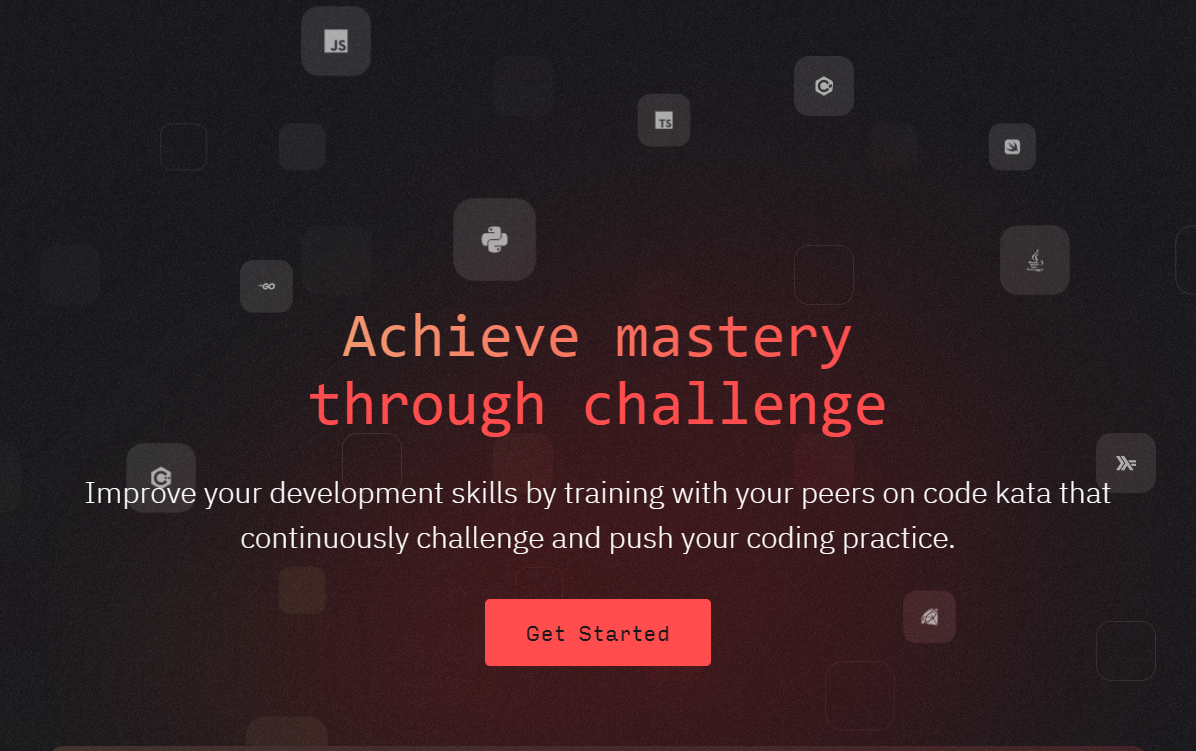 JS
TS
GO
Achieve mastery
through challenge
Improve your development skills by training with your peers on code kata that
continuously challenge and push your coding practice.
Get Started